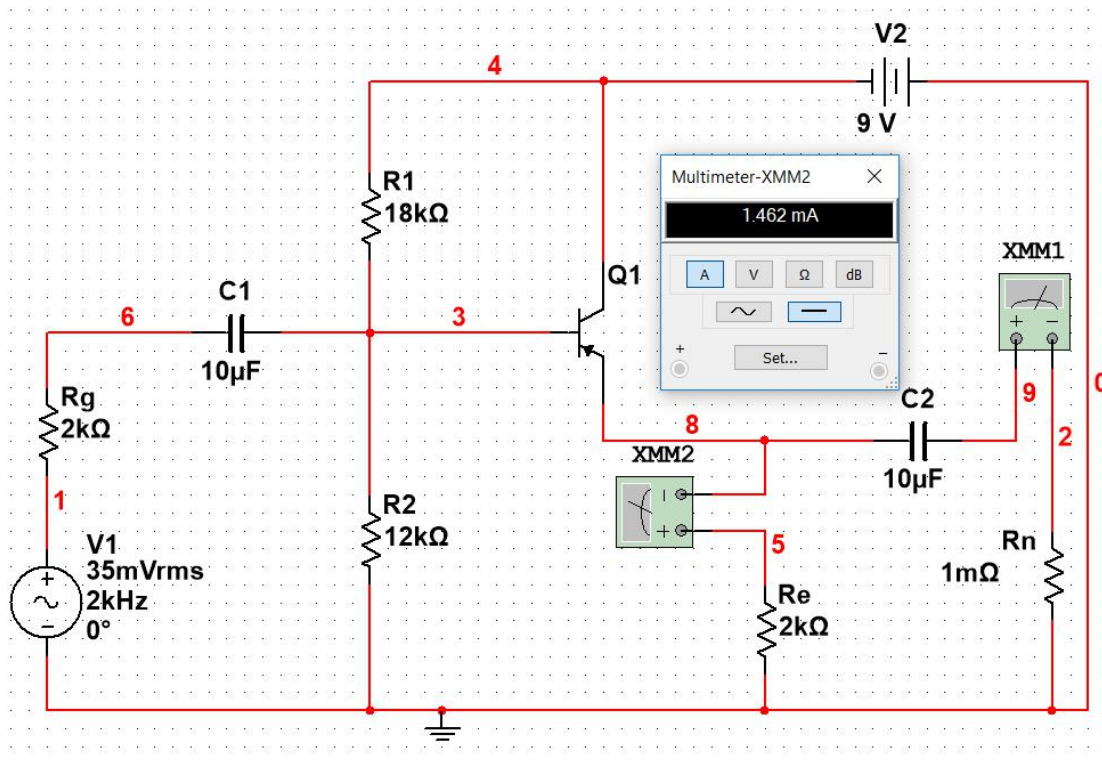 V2
4
9 V
Multimeter-XMM2
1.462 mA
R1
18kΩ
A
V
Ω
dB
XMM1
Q1
C1
6
3
+
−
+
Set...
−
10µF
Rg
2kΩ
C2
9
0
8
2
XMM2
10µF
1
R2
12kΩ
−
+
5
V1
35mVrms
2kHz
0°
+
−
Rn
1mΩ
Re
2kΩ